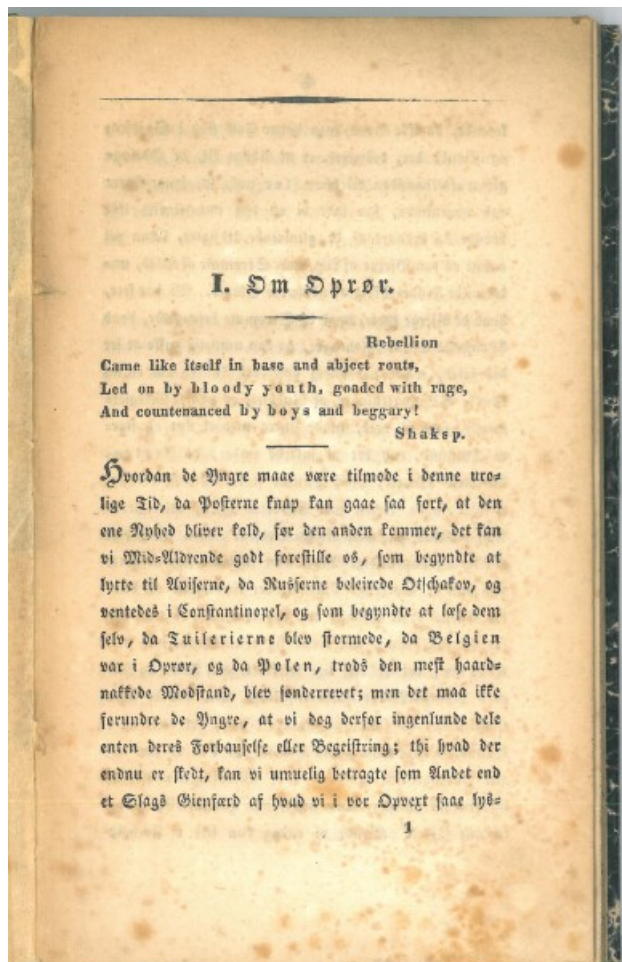 I. Om Oprør.
Rebellion
Came like itself in base and abject routs,
Led on by bloody youth, goaded with rage,
And countenanced by boys and beggary!
Shaksp.
Hvordan de Yngre maae være tilmode i denne uro=
lige Tid, da Posterne knap kan gaae saa fort, at den
ene Nyhed bliver kold, før den anden kommer, det kan
vi Mid=Aldrende godt forestille os, som begyndte at
lytte til Aviserne, da Russerne beleirede Otschakov, og
ventedes i Constantinopel, og som begyndte at læse dem
selv, da Tuilerierne blev stormede, da Belgien
var i Oprør, og da Polen, trods den mest haard=
nakkede Modstand, blev sønderrevet; men det maa ikke
forundre de Yngre, at vi dog derfor ingenlunde dele
enten deres Forbauselse eller Begeistring; thi hvad der
endnu er skedt, kan vi umuelig betragte som Andet end
et Slags Gienfærd af hvad vi i vor Opvext saae lys=
1